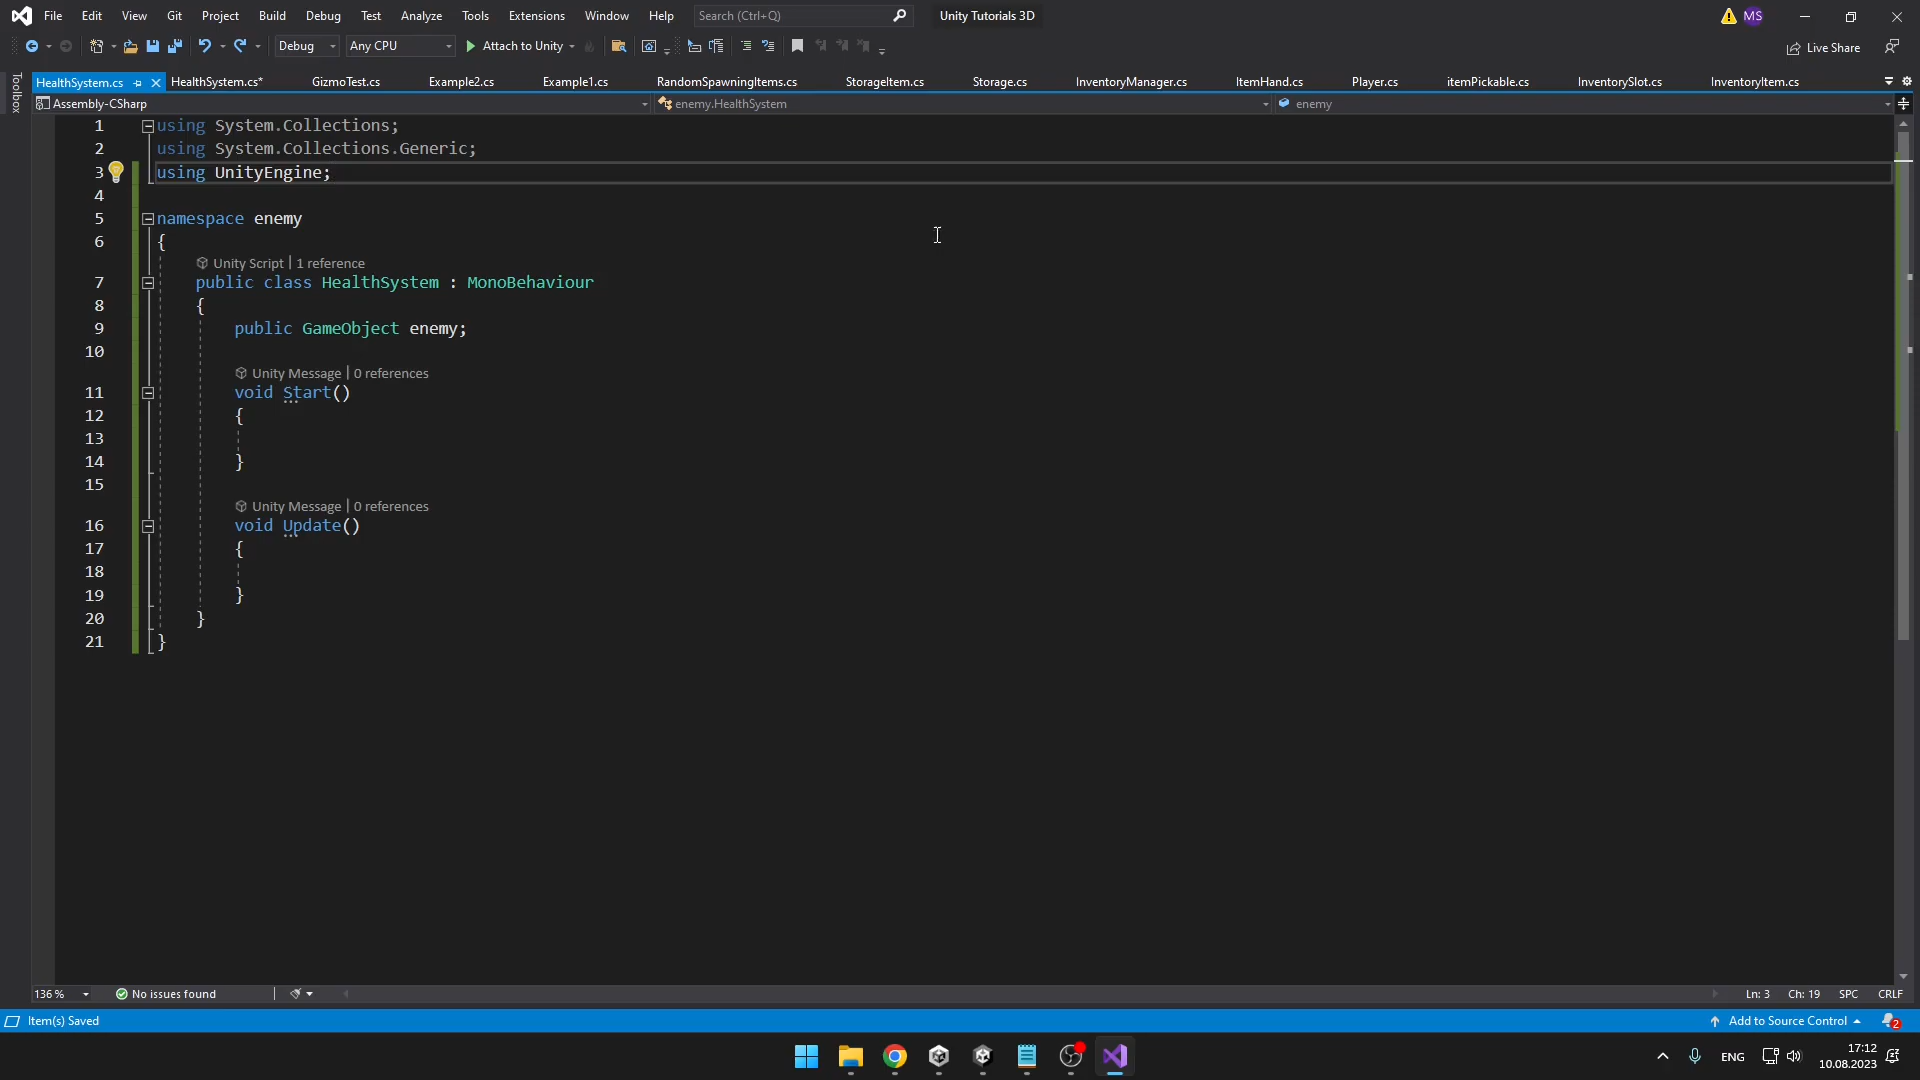 File Edit View Git Project Build Debug Test Analyze Tools Extensions Window Help Search (Ctrl+Q) Unity Tutorials 3D MS
Debug Any CPU Attach to Unity Live Share
Toolbox
HealthSystem.cs HealthSystem.cs* GizmoTest.cs Example2.cs Example1.cs RandomSpawningItems.cs StorageItem.cs Storage.cs InventoryManager.cs ItemHand.cs Player.cs itemPickable.cs InventorySlot.cs InventoryItem.cs
Assembly-CSharp enemy.HealthSystem enemy
1 using System.Collections;
2 using System.Collections.Generic;
3 using UnityEngine;
4
5 namespace enemy
6 {
Unity Script | 1 reference
7 public class HealthSystem : MonoBehaviour
8 {
9 public GameObject enemy;
10
Unity Message | 0 references
11 void Start()
12 {
13
14 }
15
Unity Message | 0 references
16 void Update()
17 {
18
19 }
20 }
21 }
136 % No issues found Ln: 3 Ch: 19 SPC CRLF
Item(s) Saved Add to Source Control 2
ENG 17:12
10.08.2023